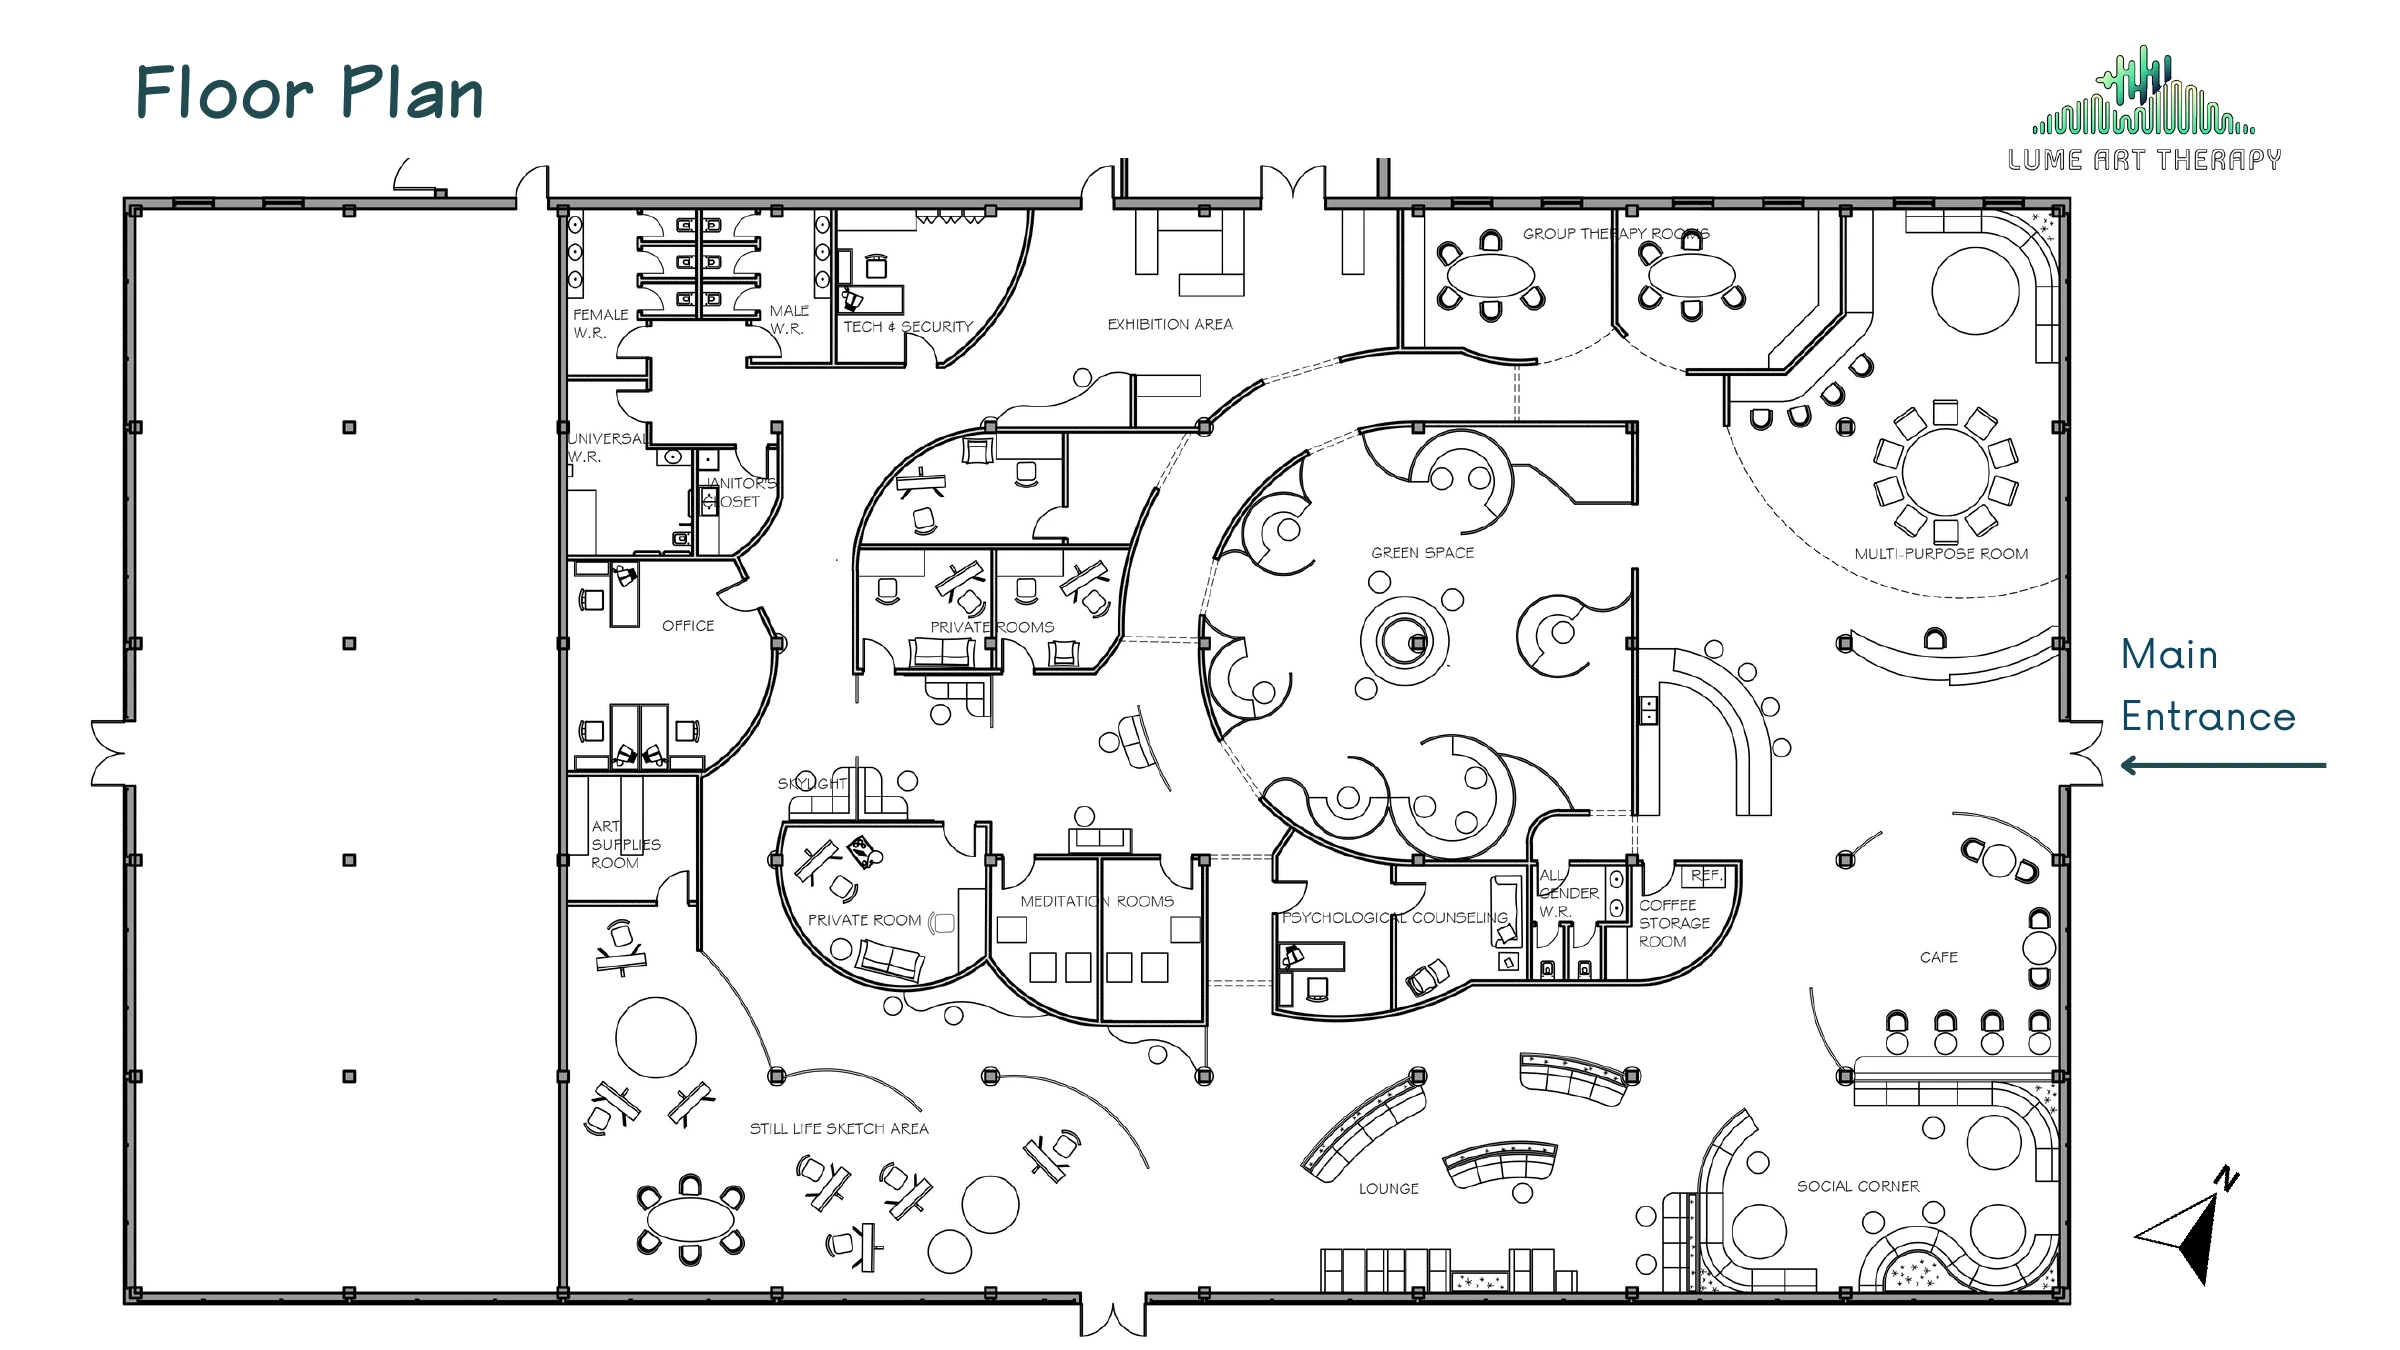 Floor Plan
LUME ART THERAPY
GROUP THERAPY ROOMS
FEMALE
W.R.
MALE
W.R.
TECH & SECURITY
EXHIBITION AREA
UNIVERSAL
W.R.
JANITOR'S
CLOSET
GREEN SPACE
MULTI-PURPOSE ROOM
OFFICE
PRIVATE ROOMS
Main
Entrance
SKYLIGHT
ART
SUPPLIES
ROOM
PRIVATE ROOM
MEDITATION ROOMS
PSYCHOLOGICAL COUNSELING
ALL
GENDER
W.R.
REF.
COFFEE
STORAGE
ROOM
CAFE
STILL LIFE SKETCH AREA
LOUNGE
SOCIAL CORNER
N